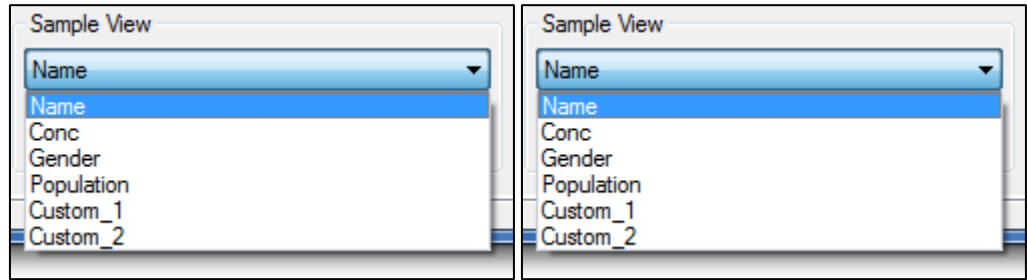 Sample View
Name
Name
Conc
Gender
Population
Custom_1
Custom_2
Sample View
Name
Name
Conc
Gender
Population
Custom_1
Custom_2